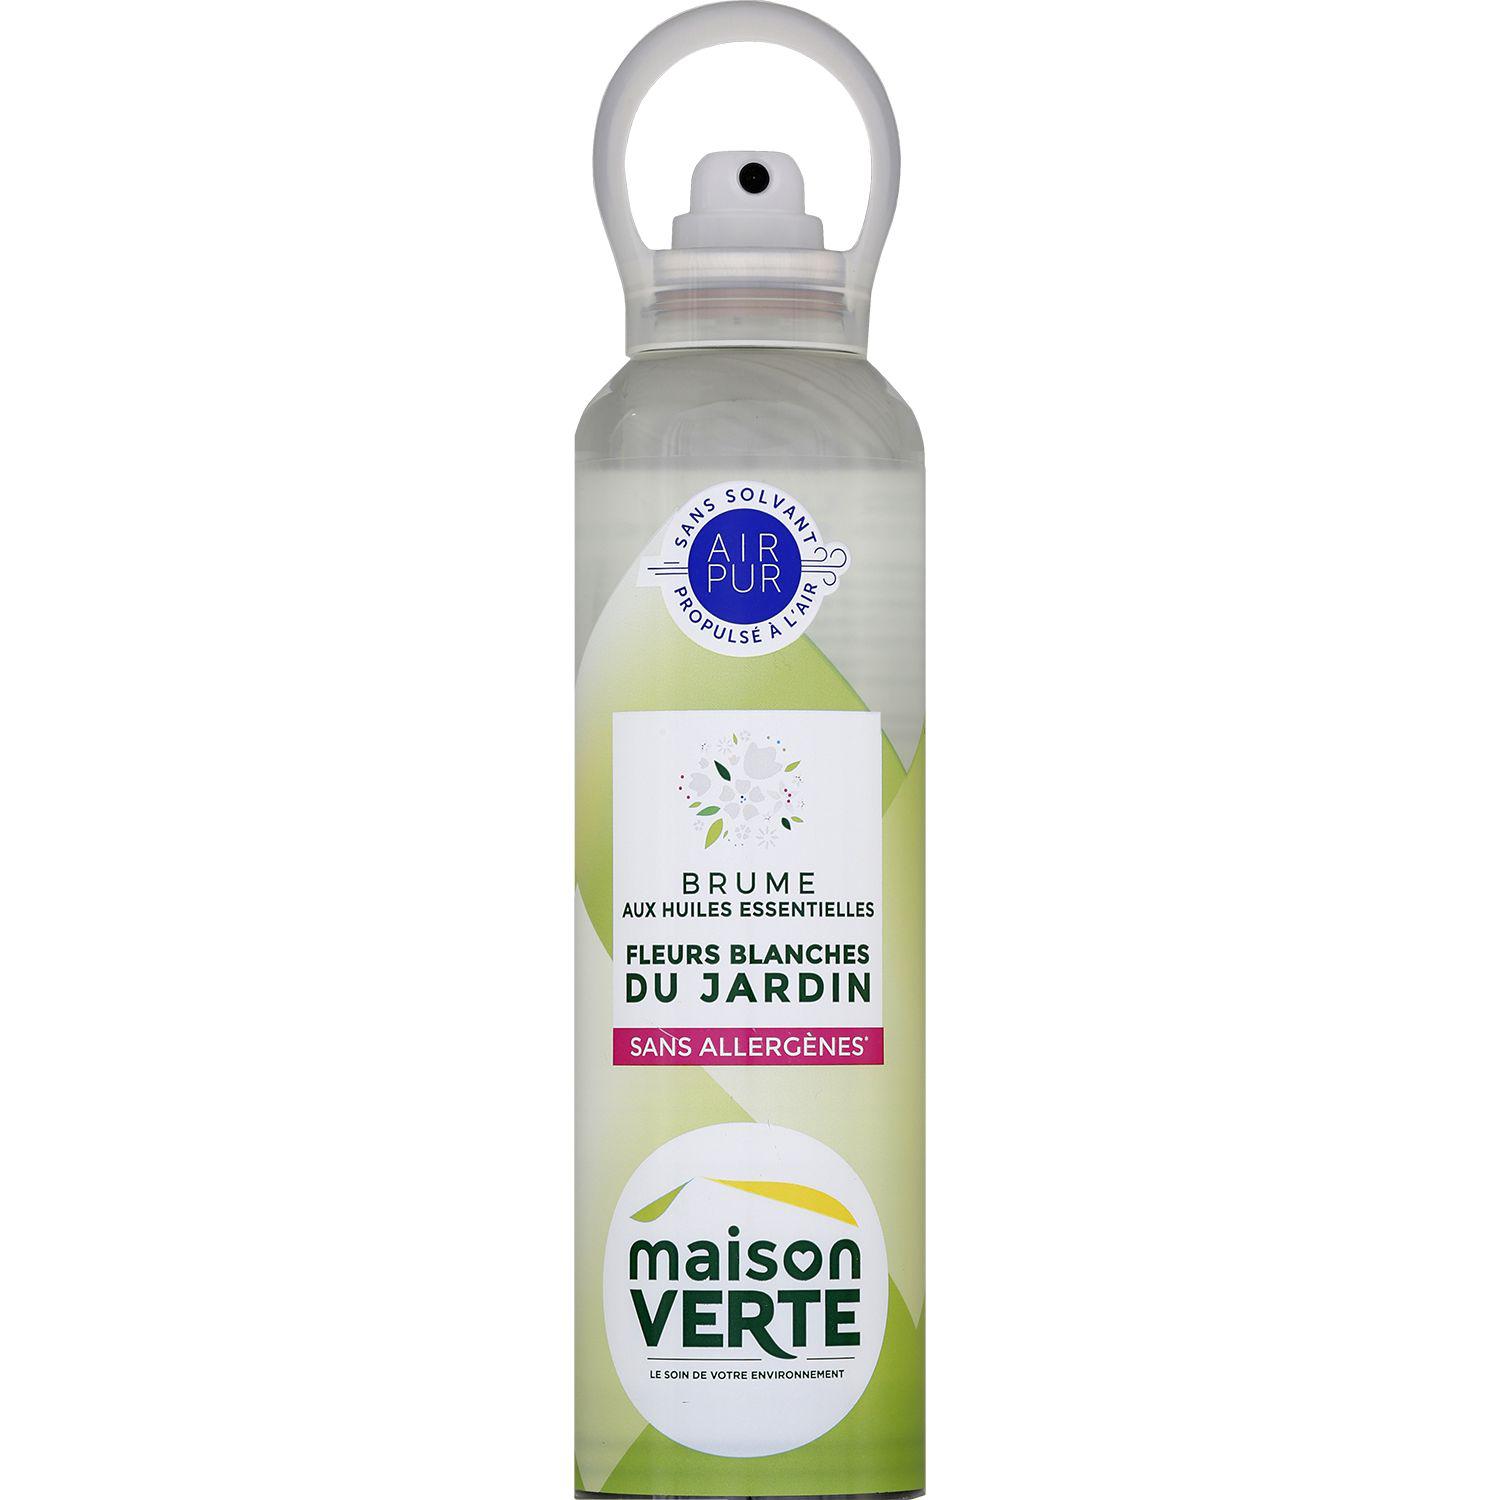 SANS SOLVANT
AIR
PUR
PROPULSÉ À L'AIR
BRUME
AUX HUILES ESSENTIELLES
FLEURS BLANCHES
DU JARDIN
SANS ALLERGÈNES*
maison
VERTE
LE SOIN DE VOTRE ENVIRONNEMENT